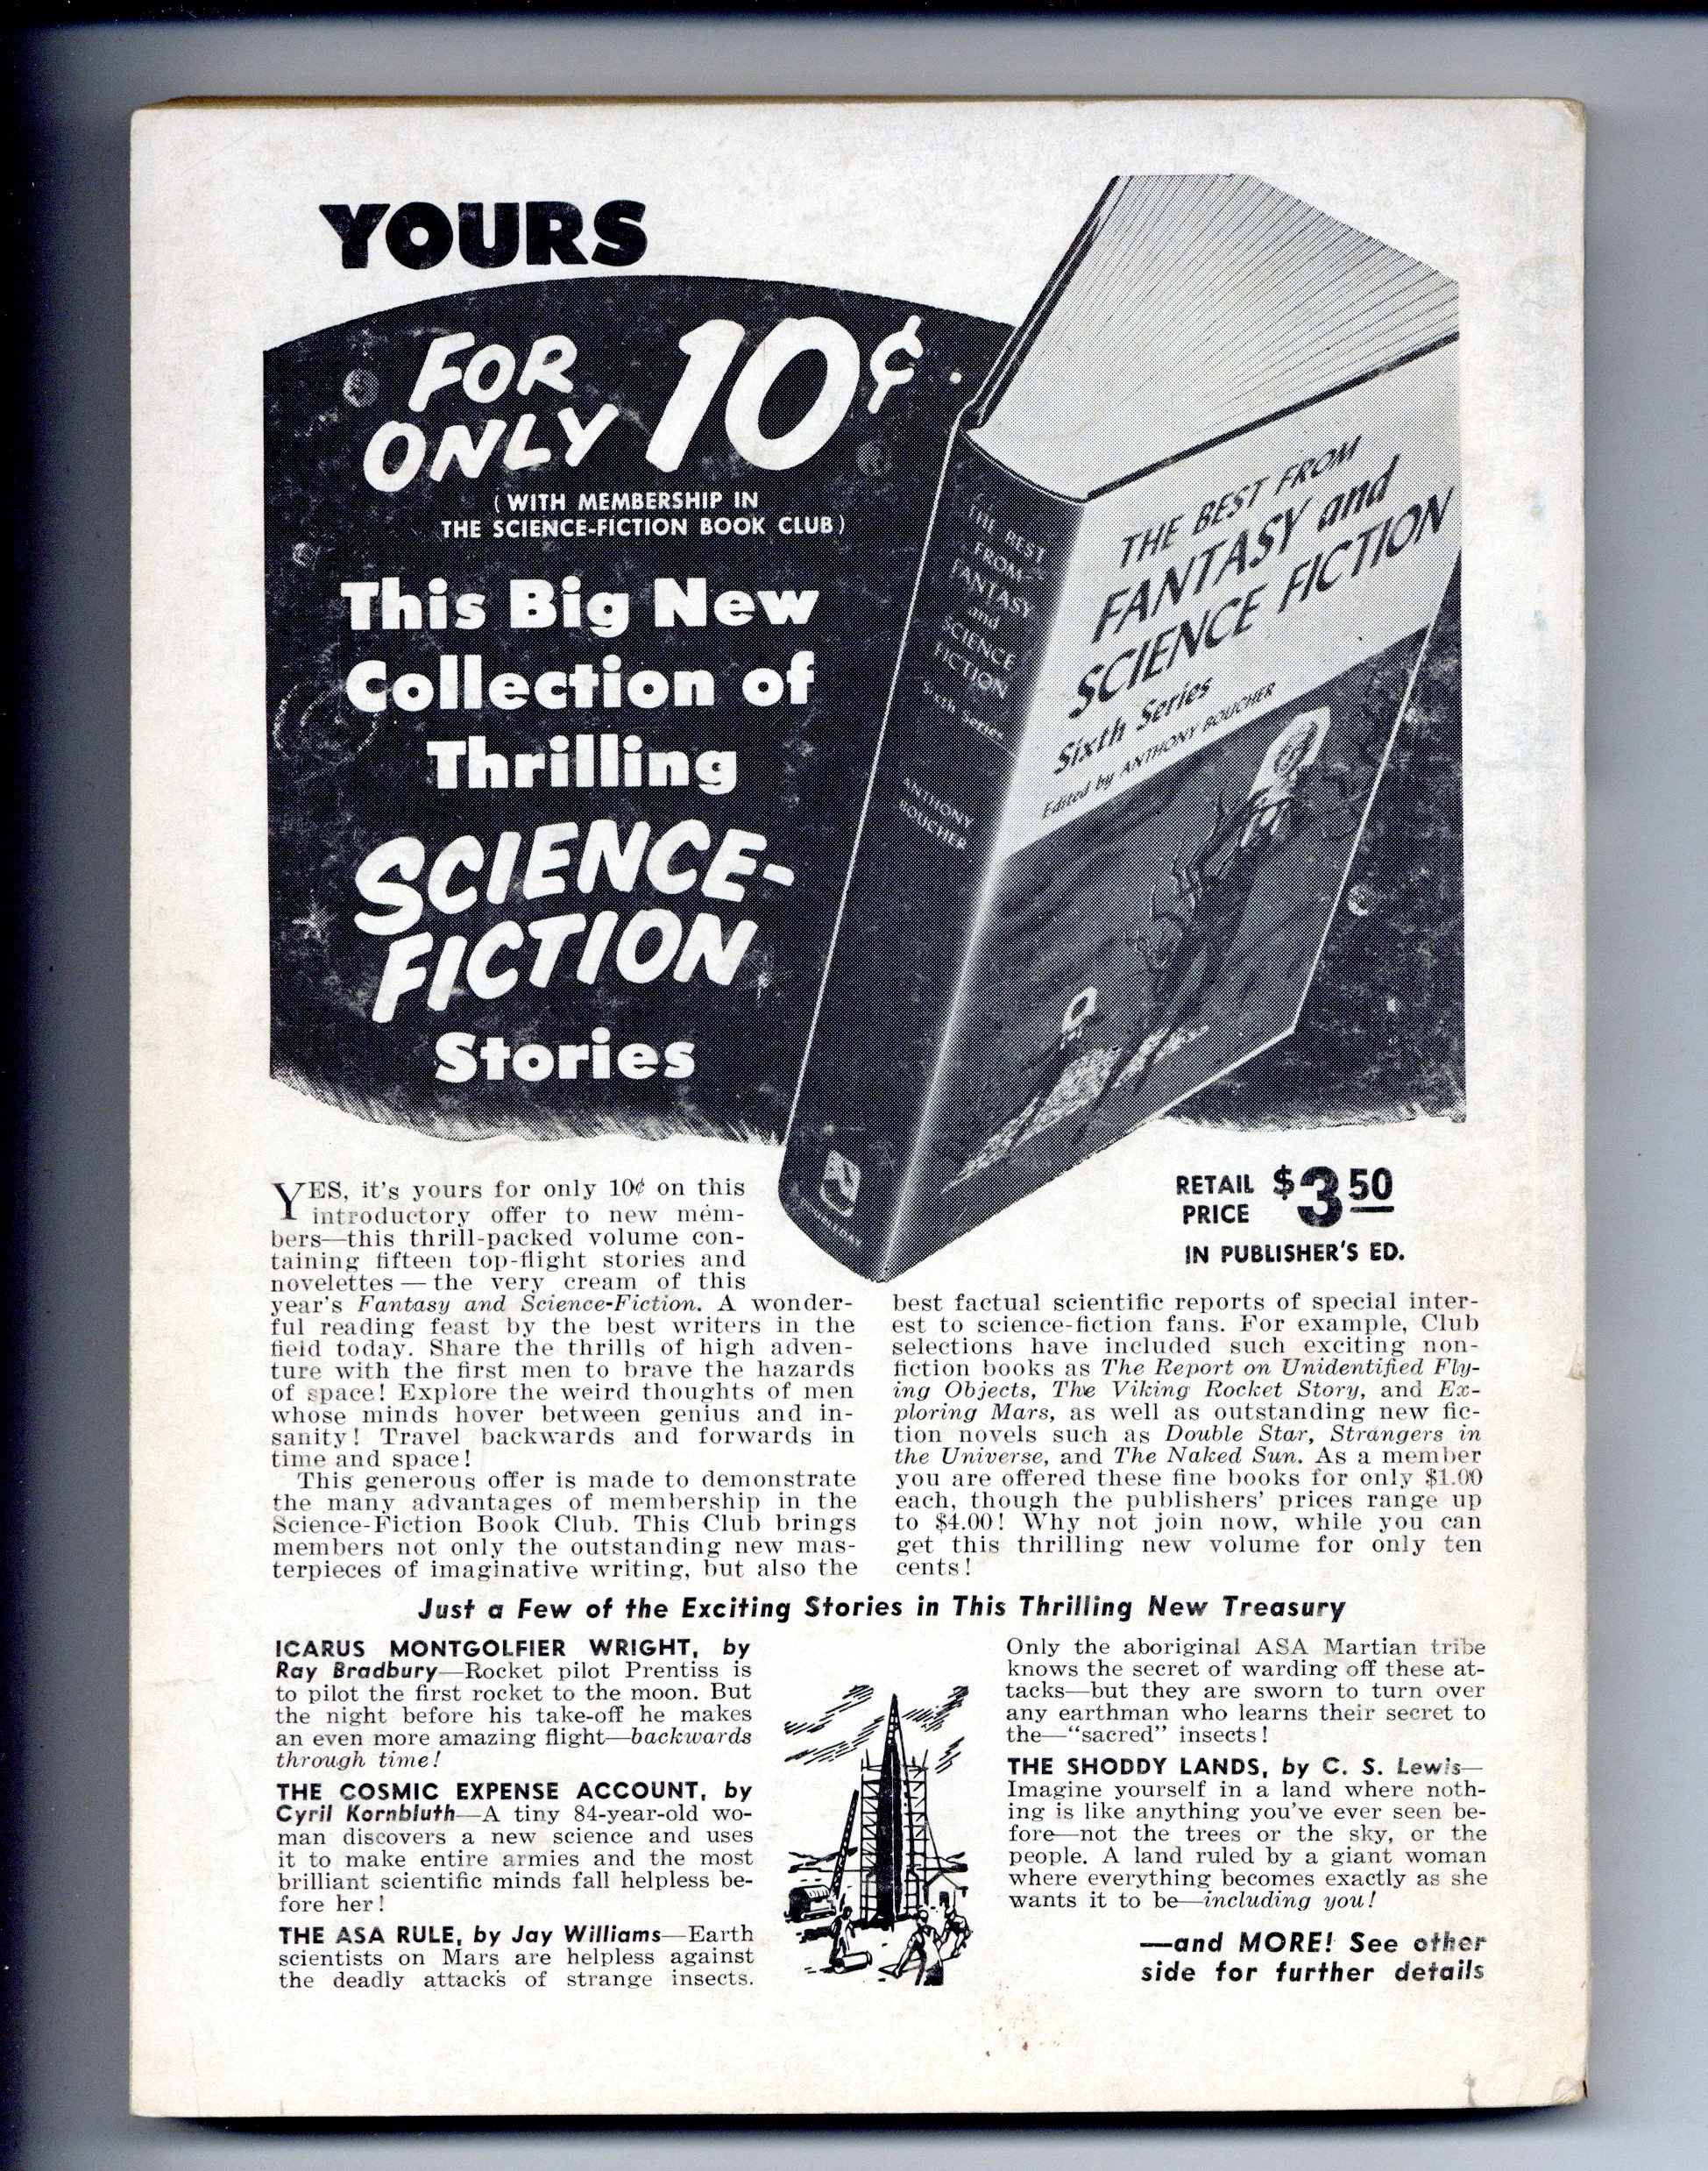 YOURS
FOR
ONLY 10¢.
(WITH MEMBERSHIP IN
THE SCIENCE-FICTION BOOK CLUB)
This Big New
Collection of
Thrilling
SCIENCE-
FICTION
Stories
THE BEST
FROM
FANTASY
and
SCIENCE
FICTION
Sixth Series
ANTHONY
BOUCHER
DOUBLEDAY
THE BEST FROM
FANTASY and
SCIENCE FICTION
Sixth Series
Edited by ANTHONY BOUCHER
RETAIL PRICE $3.50
IN PUBLISHER'S ED.
YES, it's yours for only 10¢ on this
introductory offer to new mem-
bers—this thrill-packed volume con-
taining fifteen top-flight stories and
novelettes — the very cream of this
year's Fantasy and Science-Fiction. A wonder-
ful reading feast by the best writers in the
field today. Share the thrills of high adven-
ture with the first men to brave the hazards
of space! Explore the weird thoughts of men
whose minds hover between genius and in-
sanity! Travel backwards and forwards in
time and space!
This generous offer is made to demonstrate
the many advantages of membership in the
Science-Fiction Book Club. This Club brings
members not only the outstanding new mas-
terpieces of imaginative writing, but also the
best factual scientific reports of special inter-
est to science-fiction fans. For example, Club
selections have included such exciting non-
fiction books as The Report on Unidentified Fly-
ing Objects, The Viking Rocket Story, and Ex-
ploring Mars, as well as outstanding new fic-
tion novels such as Double Star, Strangers in
the Universe, and The Naked Sun. As a member
you are offered these fine books for only $1.00
each, though the publishers' prices range up
to $4.00! Why not join now, while you can
get this thrilling new volume for only ten
cents!
Just a Few of the Exciting Stories in This Thrilling New Treasury
ICARUS MONTGOLFIER WRIGHT, by
Ray Bradbury—Rocket pilot Prentiss is
to pilot the first rocket to the moon. But
the night before his take-off he makes
an even more amazing flight—backwards
through time!
THE COSMIC EXPENSE ACCOUNT, by
Cyril Kornbluth—A tiny 84-year-old wo-
man discovers a new science and uses
it to make entire armies and the most
brilliant scientific minds fall helpless be-
fore her!
THE ASA RULE, by Jay Williams—Earth
scientists on Mars are helpless against
the deadly attacks of strange insects.
Only the aboriginal ASA Martian tribe
knows the secret of warding off these at-
tacks—but they are sworn to turn over
any earthman who learns their secret to
the—"sacred" insects!
THE SHODDY LANDS, by C. S. Lewis—
Imagine yourself in a land where noth-
ing is like anything you've ever seen be-
fore—not the trees or the sky, or the
people. A land ruled by a giant woman
where everything becomes exactly as she
wants it to be—including you!
—and MORE! See other
side for further details